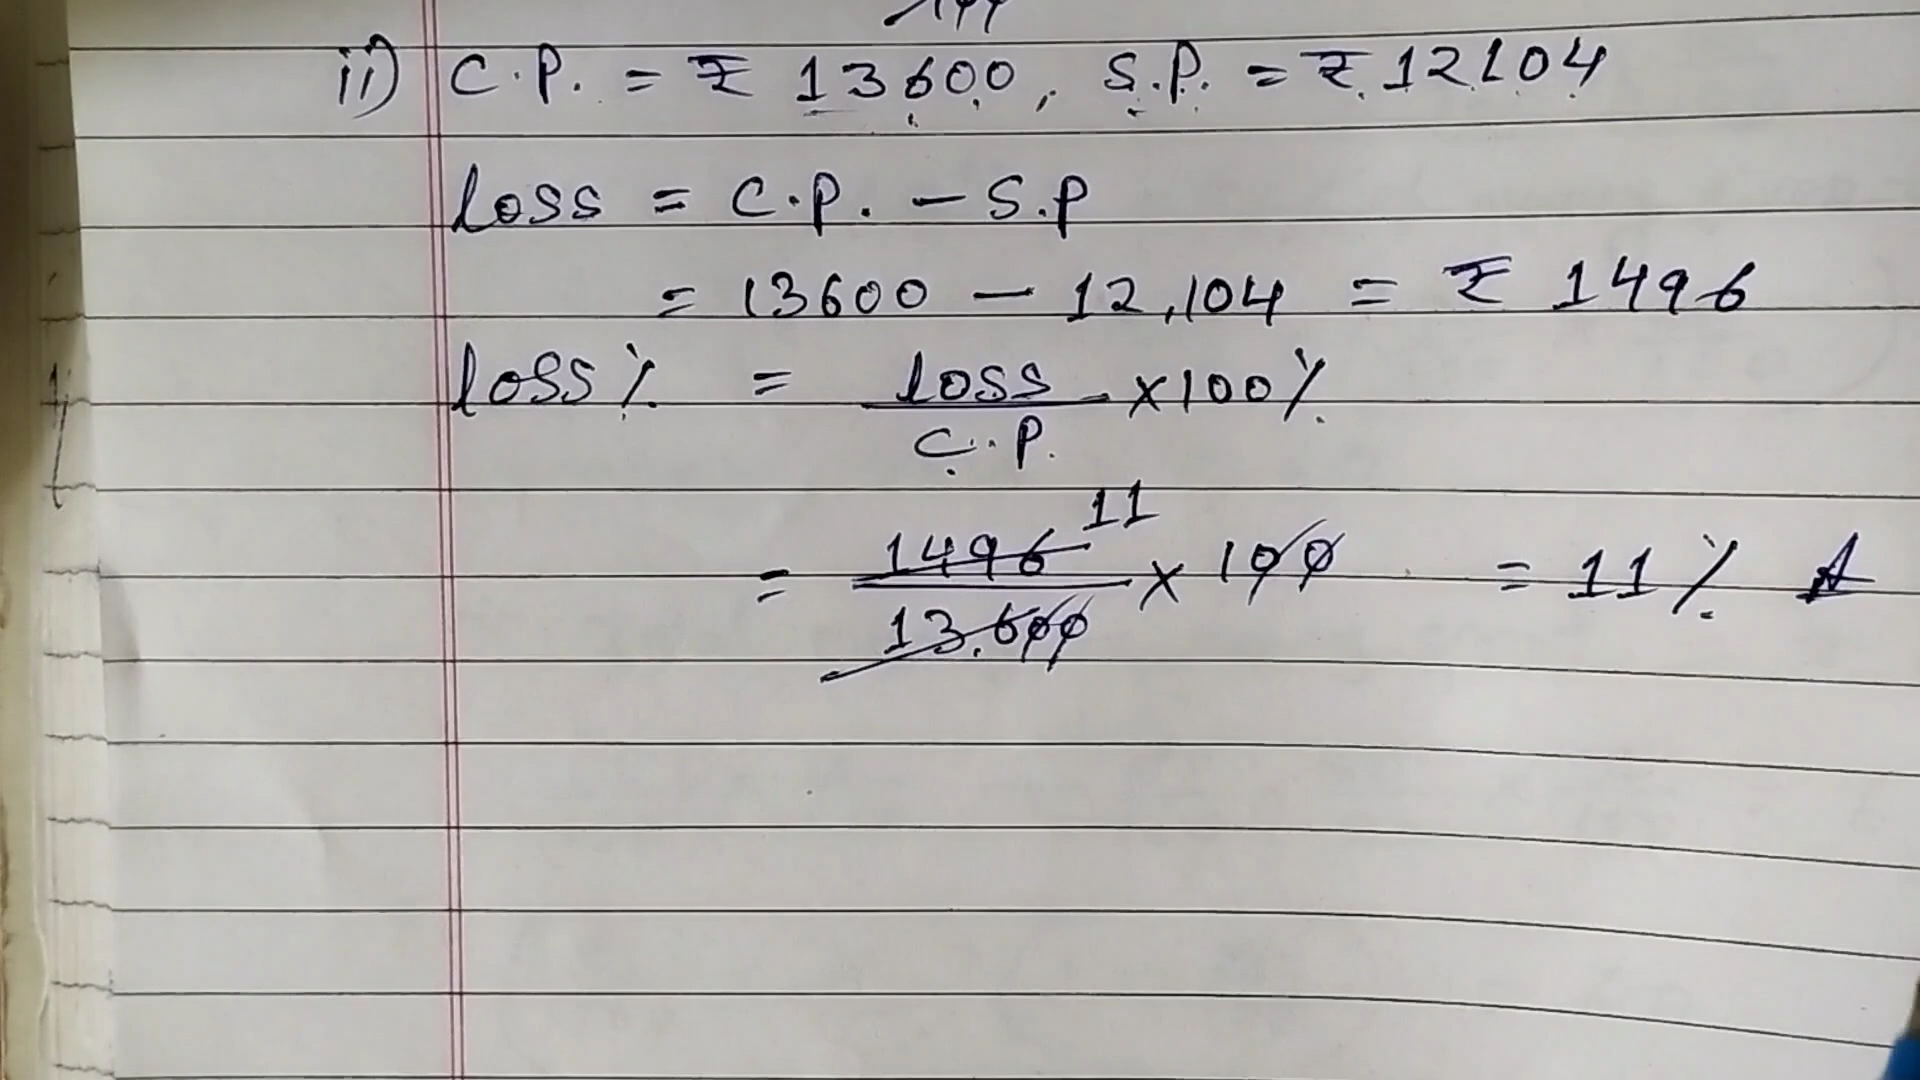 ii) C.P. = ₹ 13600, S.P. = ₹ 12104
loss = C.P. - S.P
= 13600 - 12,104 = ₹ 1496
loss % = loss/C.P. ×100%
11
= 1496/13.600 × 100 = 11 % A